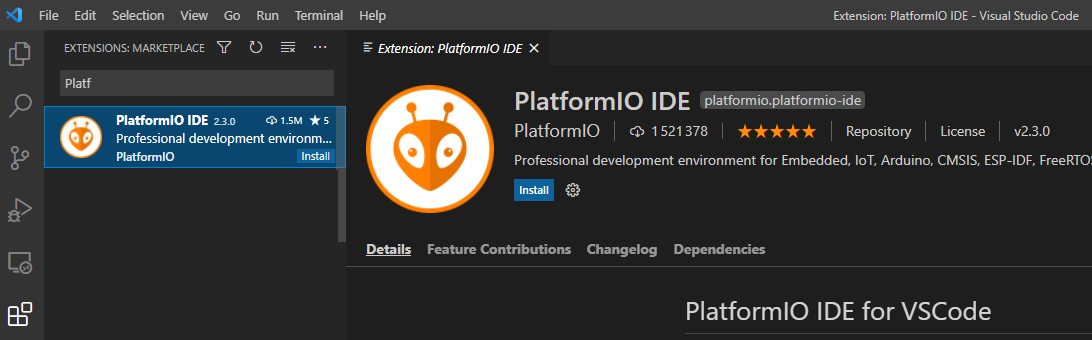 File Edit Selection View Go Run Terminal Help Extension: PlatformIO IDE - Visual Studio Code
EXTENSIONS: MARKETPLACE
Platf
PlatformIO IDE 2.3.0 1.5M 5
Professional development environm...
PlatformIO Install
Extension: PlatformIO IDE
PlatformIO IDE platformio.platformio-ide
PlatformIO 1 521 378 Repository License v2.3.0
Professional development environment for Embedded, IoT, Arduino, CMSIS, ESP-IDF, FreeRTOS
Install
Details Feature Contributions Changelog Dependencies
PlatformIO IDE for VSCode